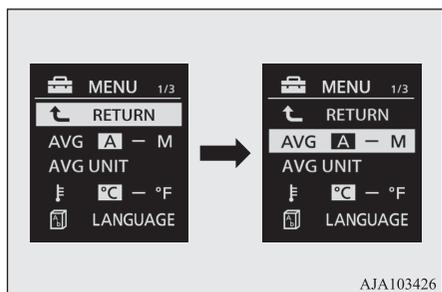 MENU 1/3
RETURN
AVG A – M
AVG UNIT
°C – °F
LANGUAGE
MENU 1/3
RETURN
AVG A – M
AVG UNIT
°C – °F
LANGUAGE
AJA103426